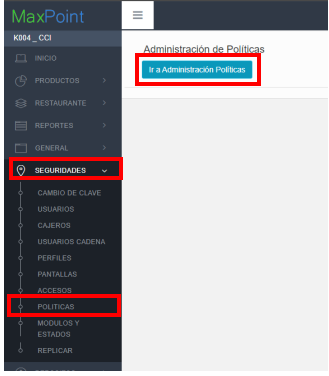 MaxPoint
K004 _ CCI
INICIO
PRODUCTOS
RESTAURANTE
REPORTES
GENERAL
SEGURIDADES
CAMBIO DE CLAVE
USUARIOS
CAJEROS
USUARIOS CADENA
PERFILES
PANTALLAS
ACCESOS
POLITICAS
MODULOS Y
ESTADOS
REPLICAR
Administración de Políticas
Ir a Administración Políticas